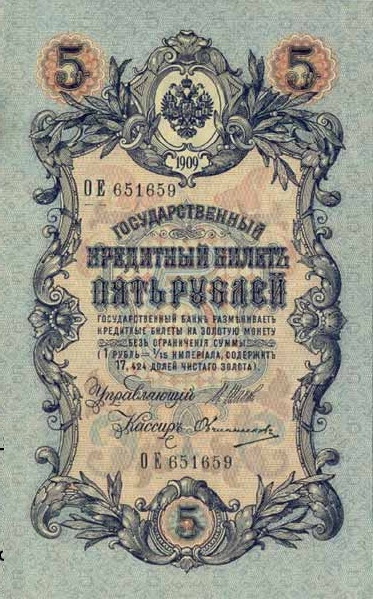 5 5
1909
ОЕ 651659
ГОСУДАРСТВЕННЫЙ
КРЕДИТНЫЙ БИЛЕТЪ
ПЯТЬ РУБЛЕЙ
ГОСУДАРСТВЕННЫЙ БАНКЪ РАЗМѢНИВАЕТЪ
КРЕДИТНЫЕ БИЛЕТЫ НА ЗОЛОТУЮ МОНЕТУ
БЕЗЪ ОГРАНИЧЕНІЯ СУММЫ
(1 РУБЛЬ = 1/15 ИМПЕРІАЛА, СОДЕРЖИТЪ
17,424 ДОЛЕЙ ЧИСТАГО ЗОЛОТА).
Управляющій
Кассиръ Овчинниковъ
ОЕ 651659
5